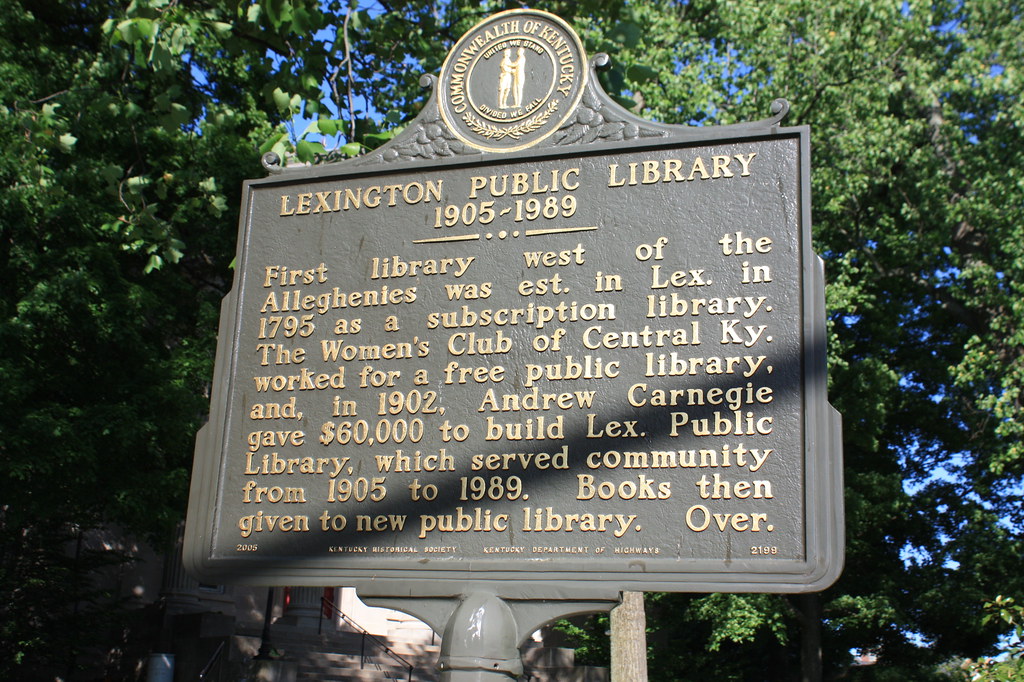 COMMONWEALTH OF KENTUCKY
UNITED WE STAND
DIVIDED WE FALL
LEXINGTON PUBLIC LIBRARY
1905~1989
First library west of the
Alleghenies was est. in Lex. in
1795 as a subscription library.
The Women's Club of Central Ky.
worked for a free public library,
and, in 1902, Andrew Carnegie
gave $60,000 to build Lex. Public
Library, which served community
from 1905 to 1989. Books then
given to new public library. Over.
2005 KENTUCKY HISTORICAL SOCIETY KENTUCKY DEPARTMENT OF HIGHWAYS 2199